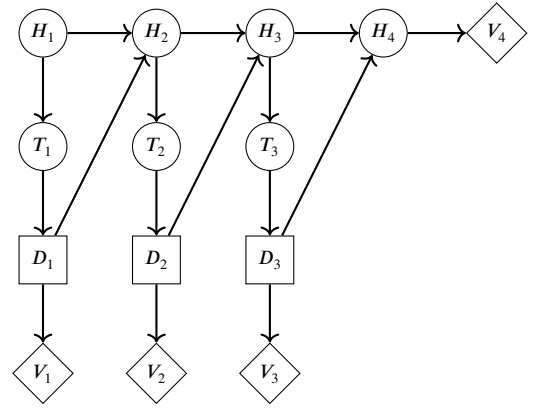 H₁ H₂ H₃ H₄ V₄
T₁ T₂ T₃
D₁ D₂ D₃
V₁ V₂ V₃